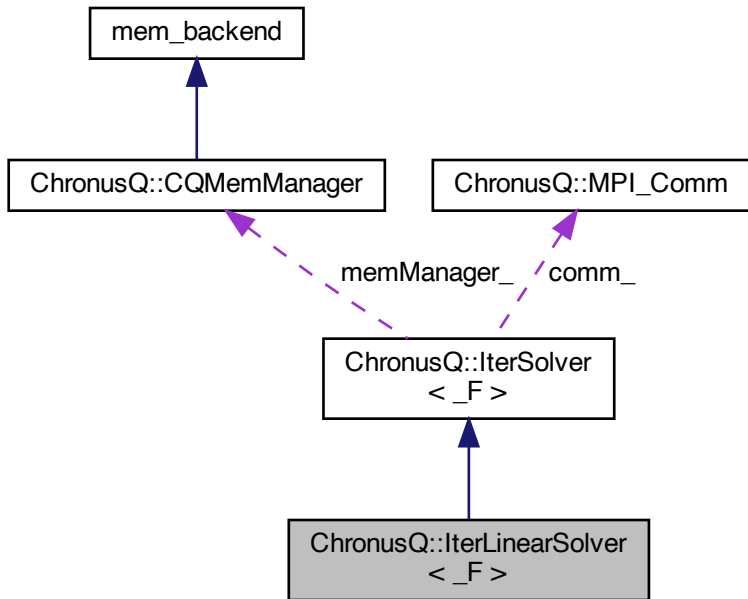 mem_backend
ChronusQ::CQMemManager
ChronusQ::MPI_Comm
memManager_
comm_
ChronusQ::IterSolver
< _F >
ChronusQ::IterLinearSolver
< _F >